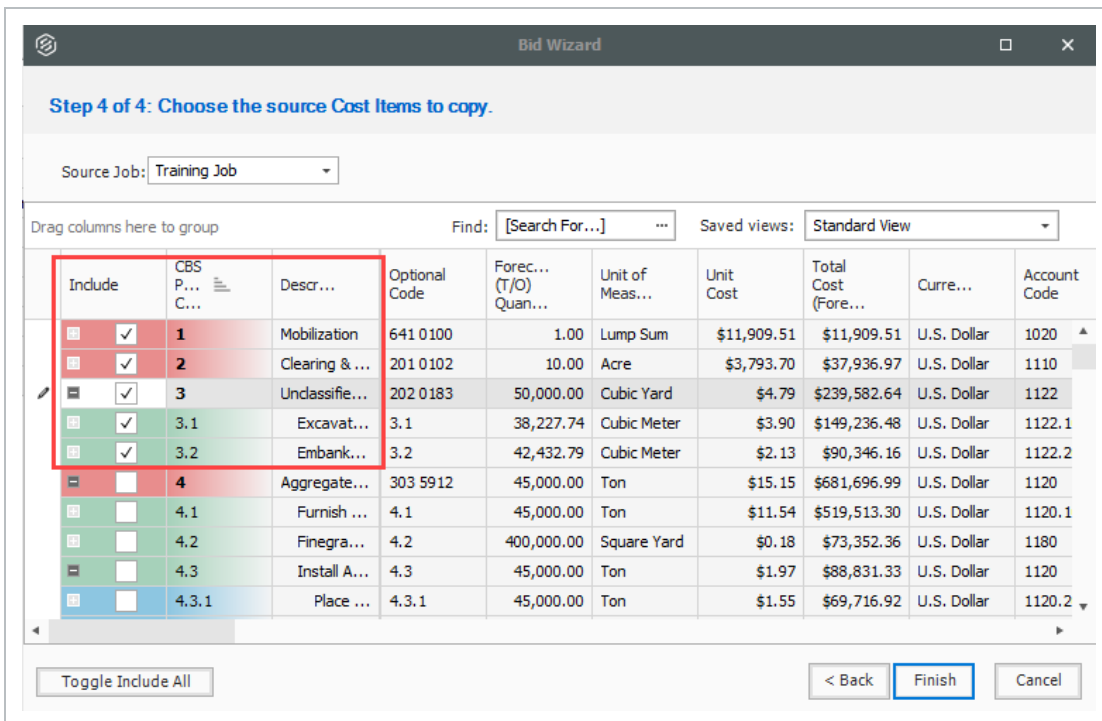 Bid Wizard
Step 4 of 4: Choose the source Cost Items to copy.
Source Job: Training Job
Drag columns here to group Find: [Search For...] ... Saved views: Standard View
Include CBS P... C... Descr... Optional Code Forec... (T/O) Quan... Unit of Meas... Unit Cost Total Cost (Fore... Curre... Account Code
1 Mobilization 641 0100 1.00 Lump Sum $11,909.51 $11,909.51 U.S. Dollar 1020
2 Clearing & ... 201 0102 10.00 Acre $3,793.70 $37,936.97 U.S. Dollar 1110
3 Unclassifie... 202 0183 50,000.00 Cubic Yard $4.79 $239,582.64 U.S. Dollar 1122
3.1 Excavat... 3.1 38,227.74 Cubic Meter $3.90 $149,236.48 U.S. Dollar 1122.1
3.2 Embank... 3.2 42,432.79 Cubic Meter $2.13 $90,346.16 U.S. Dollar 1122.2
4 Aggregate... 303 5912 45,000.00 Ton $15.15 $681,696.99 U.S. Dollar 1120
4.1 Furnish ... 4.1 45,000.00 Ton $11.54 $519,513.30 U.S. Dollar 1120.1
4.2 Finegra... 4.2 400,000.00 Square Yard $0.18 $73,352.36 U.S. Dollar 1180
4.3 Install A... 4.3 45,000.00 Ton $1.97 $88,831.33 U.S. Dollar 1120
4.3.1 Place ... 4.3.1 45,000.00 Ton $1.55 $69,716.92 U.S. Dollar 1120.2
Toggle Include All < Back Finish Cancel